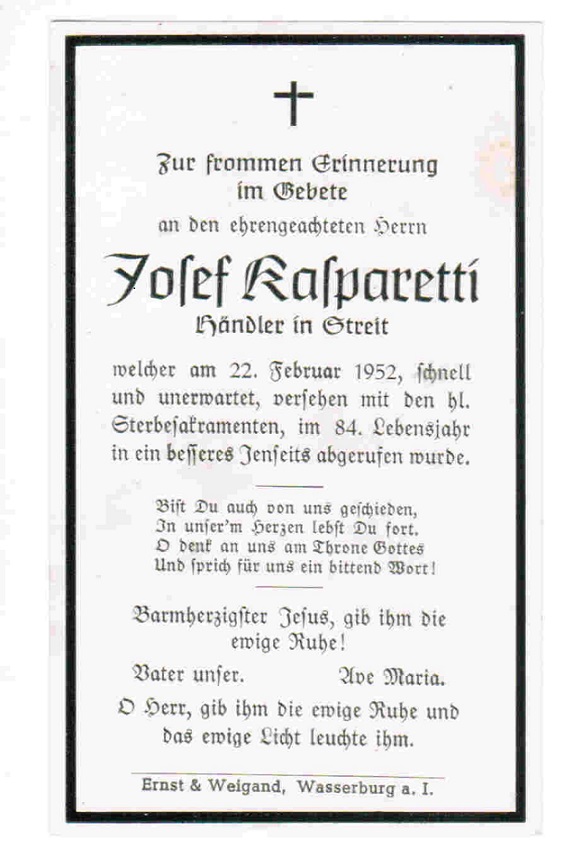 Zur frommen Erinnerung
im Gebete
an den ehrengeachteten Herrn
Josef Kasparetti
Händler in Streit
welcher am 22. Februar 1952, schnell
und unerwartet, versehen mit den hl.
Sterbesakramenten, im 84. Lebensjahr
in ein besseres Jenseits abgerufen wurde.
Bist Du auch von uns geschieden,
In unser'm Herzen lebst Du fort.
O denk an uns am Throne Gottes
Und sprich für uns ein bittend Wort!
Barmherzigster Jesus, gib ihm die
ewige Ruhe!
Vater unser. Ave Maria.
O Herr, gib ihm die ewige Ruhe und
das ewige Licht leuchte ihm.
Ernst & Weigand, Wasserburg a. I.